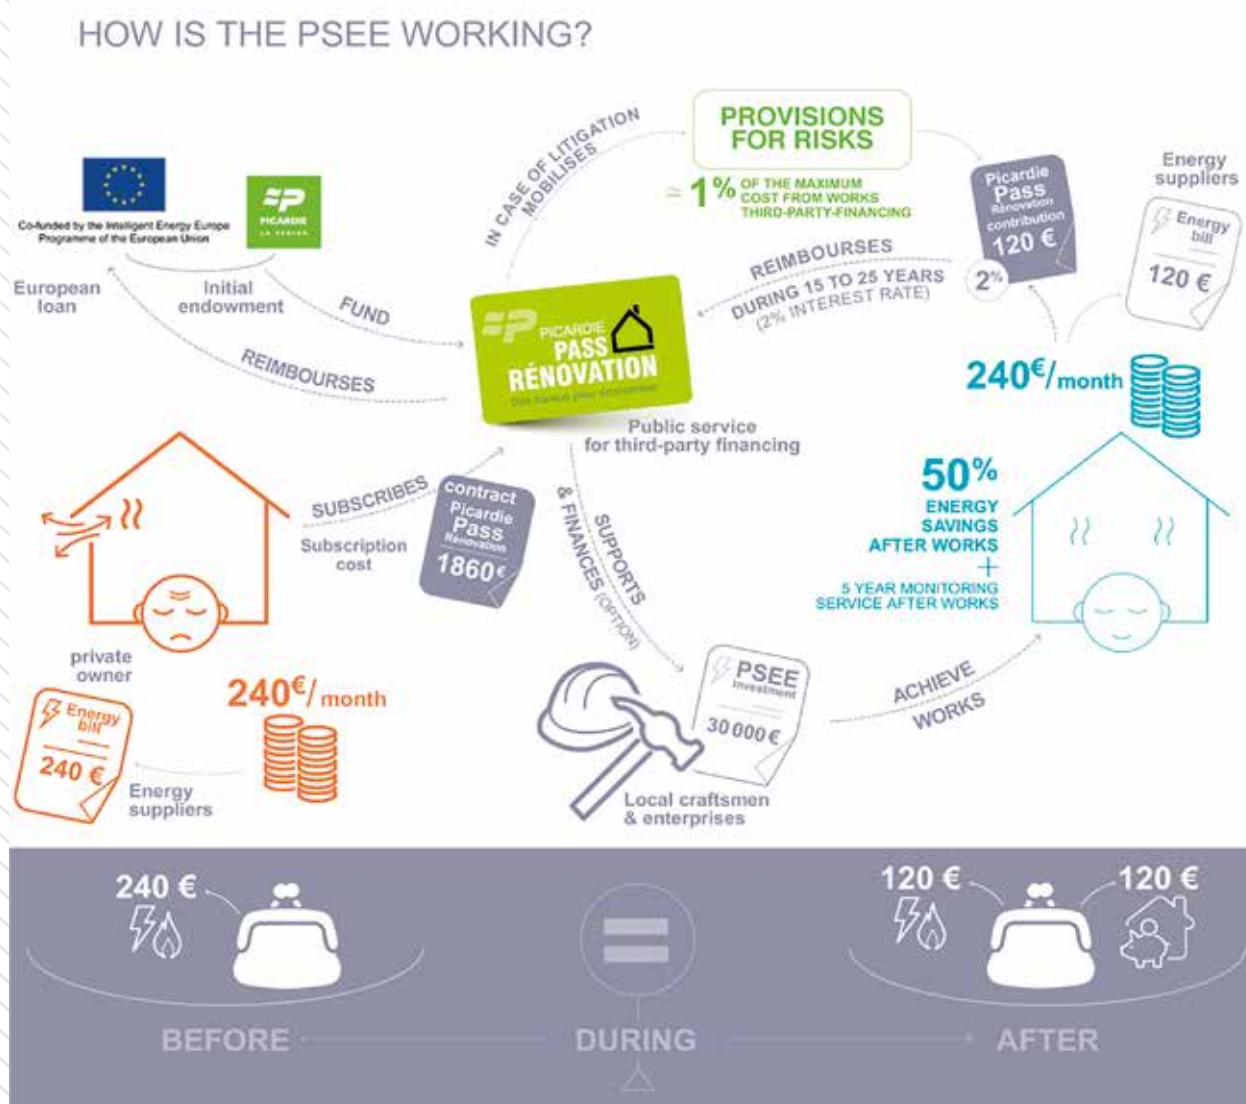 HOW IS THE PSEE WORKING?
Co-funded by the Intelligent Energy Europe
Programme of the European Union
PICARDIE
LA RÉGION
European
loan
Initial
endowment
FUND
REIMBOURSES
IN CASE OF LITIGATION
MOBILISES
PROVISIONS
FOR RISKS
≃ 1% OF THE MAXIMUM
COST FROM WORKS
THIRD-PARTY-FINANCING
Picardie
Pass
Rénovation
contribution
120 €
2%
Energy
suppliers
Energy
bill
120 €
REIMBOURSES
DURING 15 TO 25 YEARS
(2% INTEREST RATE)
PICARDIE
PASS
RÉNOVATION
Public service
for third-party financing
240€/month
50%
ENERGY
SAVINGS
AFTER WORKS
+
5 YEAR MONITORING
SERVICE AFTER WORKS
SUBSCRIBES
Subscription
cost
contract
Picardie
Pass
Rénovation
1860€
SUPPORTS
& FINANCES (OPTION)
private
owner
240€/month
Energy
bill
240 €
Energy
suppliers
PSEE
investment
30 000 €
Local craftsmen
& enterprises
ACHIEVE
WORKS
240 €
120 €
120 €
BEFORE
DURING
AFTER